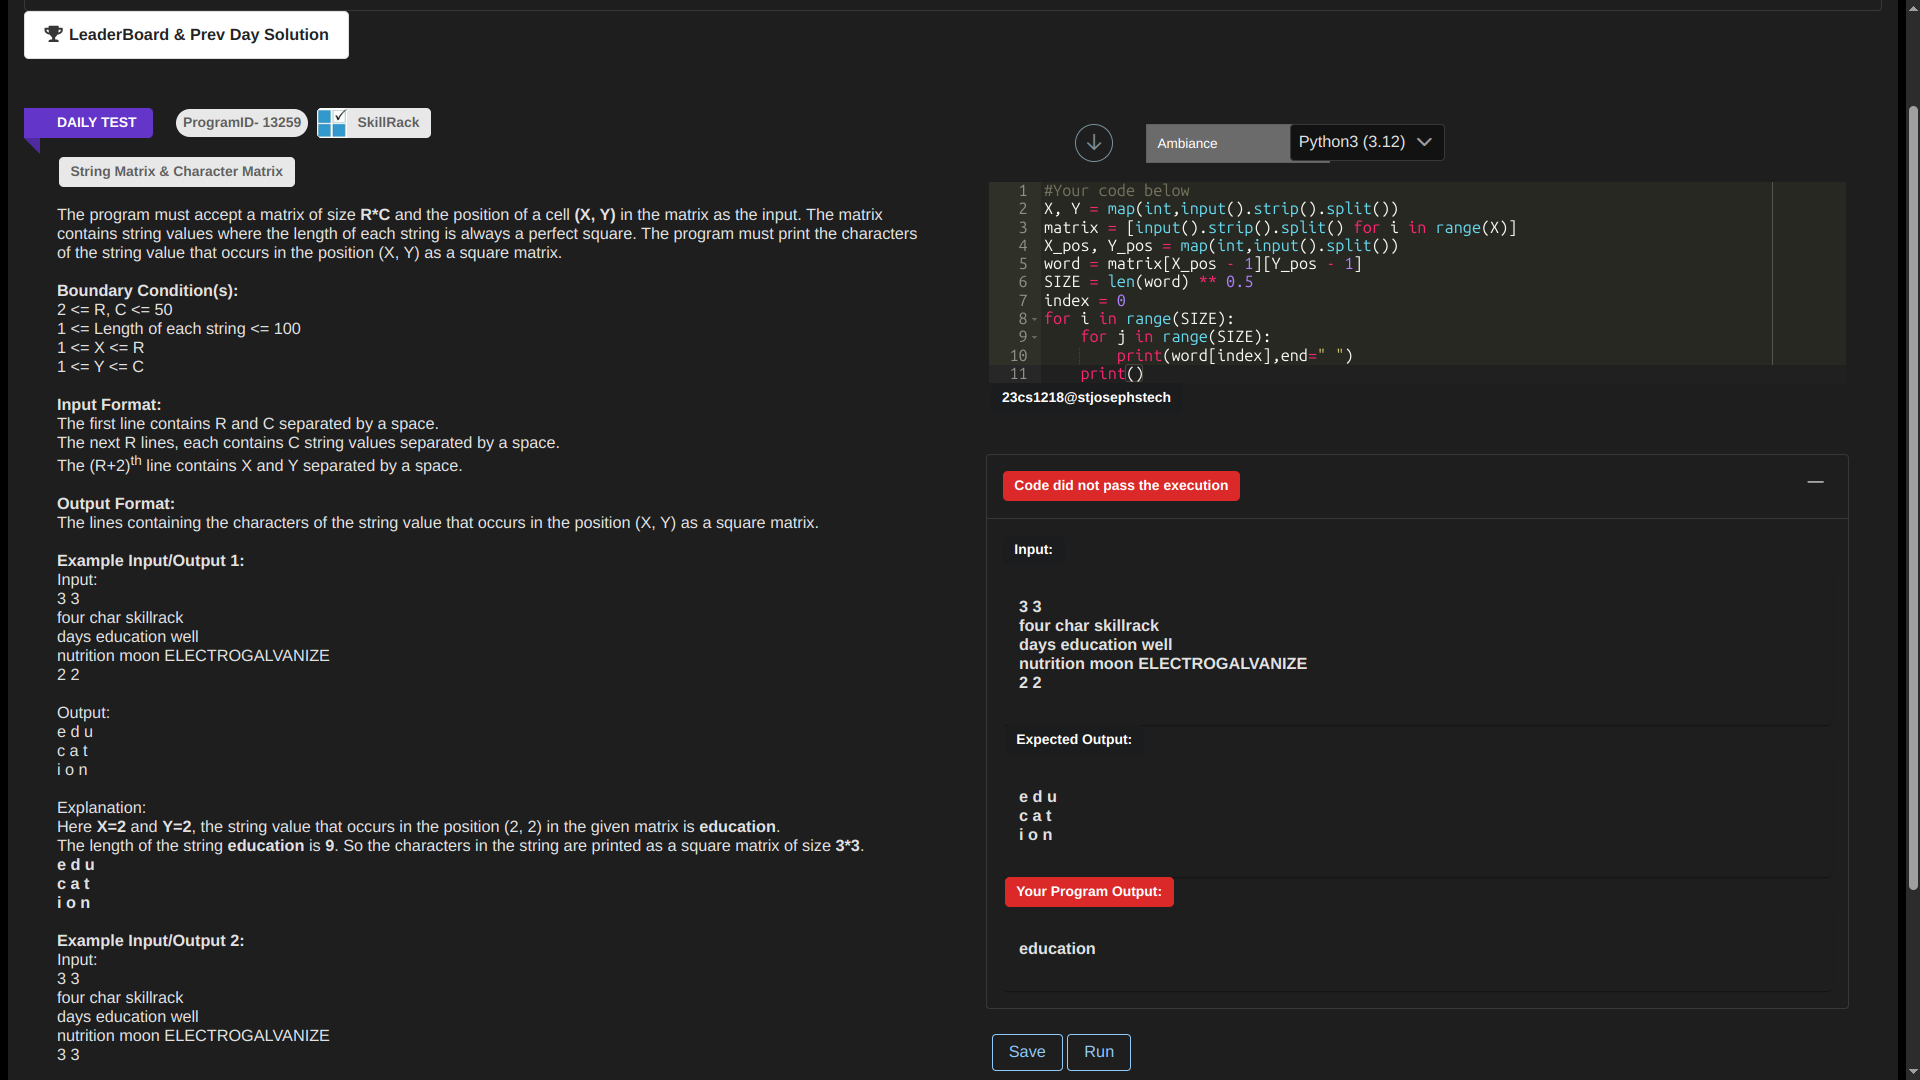 LeaderBoard & Prev Day Solution
DAILY TEST
ProgramID- 13259
SkillRack
String Matrix & Character Matrix
The program must accept a matrix of size R*C and the position of a cell (X, Y) in the matrix as the input. The matrix
contains string values where the length of each string is always a perfect square. The program must print the characters
of the string value that occurs in the position (X, Y) as a square matrix.
Boundary Condition(s):
2 <= R, C <= 50
1 <= Length of each string <= 100
1 <= X <= R
1 <= Y <= C
Input Format:
The first line contains R and C separated by a space.
The next R lines, each contains C string values separated by a space.
The (R+2)th line contains X and Y separated by a space.
Output Format:
The lines containing the characters of the string value that occurs in the position (X, Y) as a square matrix.
Example Input/Output 1:
Input:
3 3
four char skillrack
days education well
nutrition moon ELECTROGALVANIZE
2 2
Output:
e d u
c a t
i o n
Explanation:
Here X=2 and Y=2, the string value that occurs in the position (2, 2) in the given matrix is education.
The length of the string education is 9. So the characters in the string are printed as a square matrix of size 3*3.
e d u
c a t
i o n
Example Input/Output 2:
Input:
3 3
four char skillrack
days education well
nutrition moon ELECTROGALVANIZE
3 3
Ambiance
Python3 (3.12)
1 #Your code below
2 X, Y = map(int,input().strip().split())
3 matrix = [input().strip().split() for i in range(X)]
4 X_pos, Y_pos = map(int,input().split())
5 word = matrix[X_pos - 1][Y_pos - 1]
6 SIZE = len(word) ** 0.5
7 index = 0
8 for i in range(SIZE):
9     for j in range(SIZE):
10         print(word[index],end=" ")
11     print()
23cs1218@stjosephstech
Code did not pass the execution
Input:
3 3
four char skillrack
days education well
nutrition moon ELECTROGALVANIZE
2 2
Expected Output:
e d u
c a t
i o n
Your Program Output:
education
Save
Run